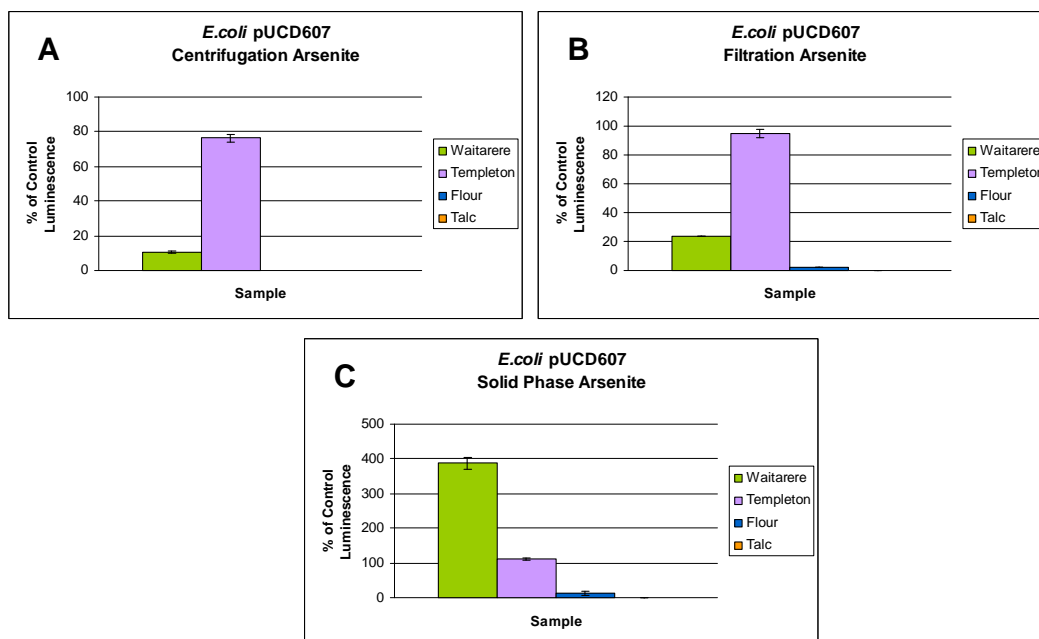 A
E.coli pUCD607
Centrifugation Arsenite
% of Control
Luminescence
100
80
60
40
20
0
Sample
Waitarere
Templeton
Flour
Talc
B
E.coli pUCD607
Filtration Arsenite
% of Control
Luminescence
120
100
80
60
40
20
0
Sample
Waitarere
Templeton
Flour
Talc
C
E.coli pUCD607
Solid Phase Arsenite
% of Control
Luminescence
500
400
300
200
100
0
Sample
Waitarere
Templeton
Flour
Talc